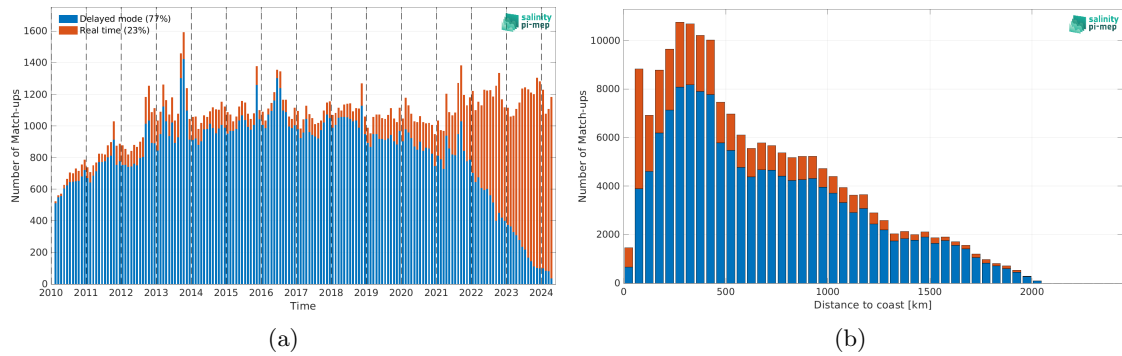 Delayed mode (77%)
Real time (23%)
salinity
pi-mep
Number of Match-ups
1600
1400
1200
1000
800
600
400
200
0
2010 2011 2012 2013 2014 2015 2016 2017 2018 2019 2020 2021 2022 2023 2024
Time
(a)
salinity
pi-mep
Number of Match-ups
10000
8000
6000
4000
2000
0
0 500 1000 1500 2000
Distance to coast [km]
(b)